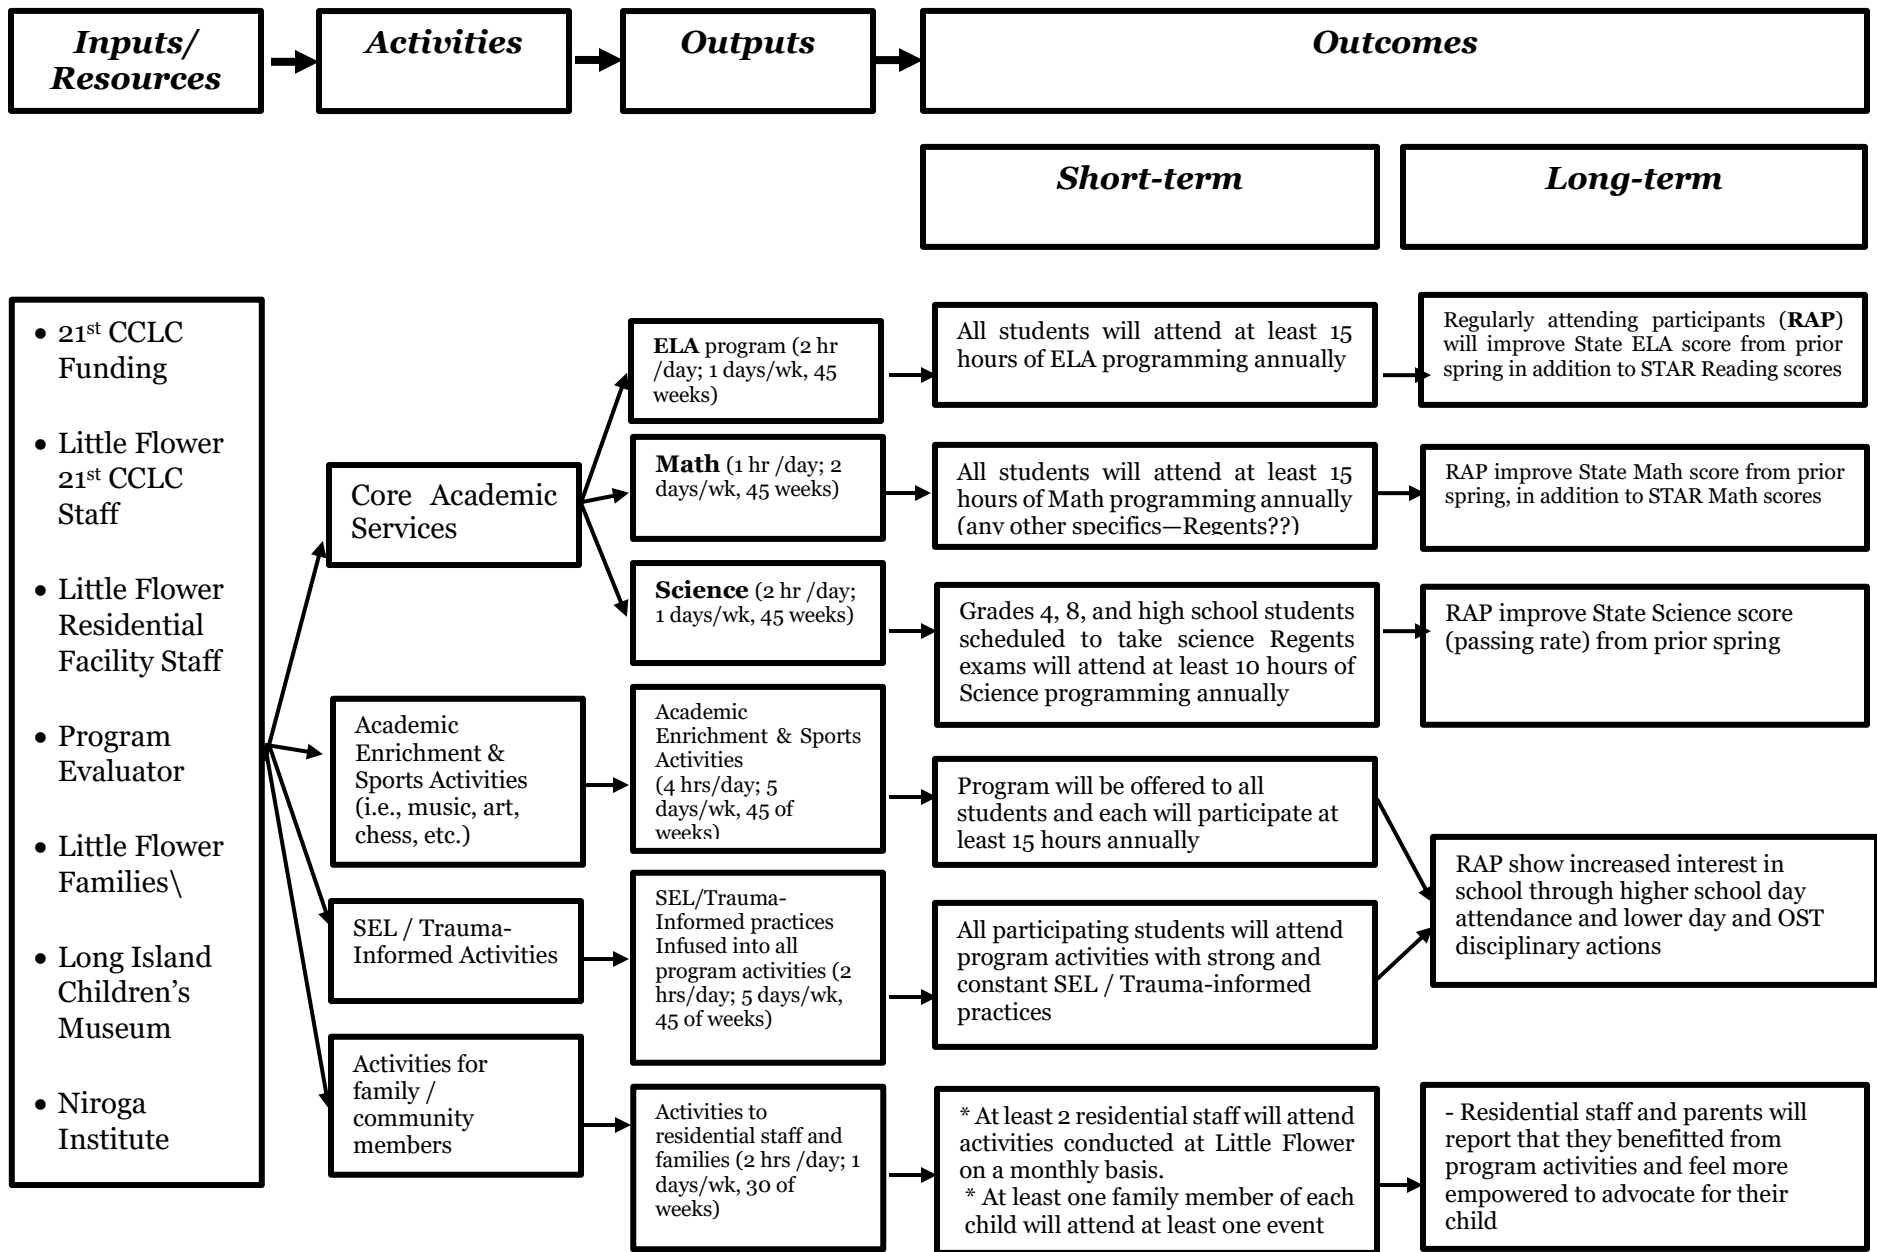 Inputs/
Resources
Activities
Outputs
Outcomes
Short-term
Long-term
• 21st CCLC
Funding
• Little Flower
21st CCLC
Staff
• Little Flower
Residential
Facility Staff
• Program
Evaluator
• Little Flower
Families\
• Long Island
Children's
Museum
• Niroga
Institute
Core Academic
Services
Academic
Enrichment &
Sports Activities
(i.e., music, art,
chess, etc.)
SEL / Trauma-
Informed Activities
Activities for
family /
community
members
ELA program (2 hr
/day; 1 days/wk, 45
weeks)
Math (1 hr /day; 2
days/wk, 45 weeks)
Science (2 hr /day;
1 days/wk, 45 weeks)
Academic
Enrichment & Sports
Activities
(4 hrs/day; 5
days/wk, 45 of
weeks)
SEL/Trauma-
Informed practices
Infused into all
program activities (2
hrs/day; 5 days/wk,
45 of weeks)
Activities to
residential staff and
families (2 hrs /day; 1
days/wk, 30 of
weeks)
All students will attend at least 15
hours of ELA programming annually
All students will attend at least 15
hours of Math programming annually
(any other specifics—Regents??)
Grades 4, 8, and high school students
scheduled to take science Regents
exams will attend at least 10 hours of
Science programming annually
Program will be offered to all
students and each will participate at
least 15 hours annually
All participating students will attend
program activities with strong and
constant SEL / Trauma-informed
practices
* At least 2 residential staff will attend
activities conducted at Little Flower
on a monthly basis.
* At least one family member of each
child will attend at least one event
Regularly attending participants (RAP)
will improve State ELA score from prior
spring in addition to STAR Reading scores
RAP improve State Math score from prior
spring, in addition to STAR Math scores
RAP improve State Science score
(passing rate) from prior spring
RAP show increased interest in
school through higher school day
attendance and lower day and OST
disciplinary actions
- Residential staff and parents will
report that they benefitted from
program activities and feel more
empowered to advocate for their
child